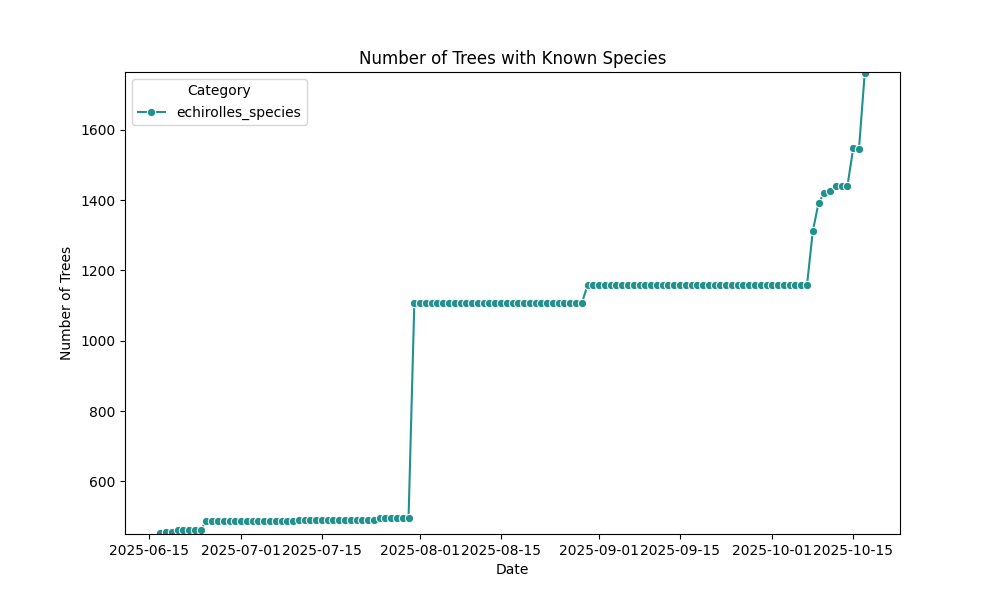 Number of Trees with Known Species
Category
echirolles_species
Number of Trees
1600
1400
1200
1000
800
600
2025-06-15 2025-07-01 2025-07-15 2025-08-01 2025-08-15 2025-09-01 2025-09-15 2025-10-01 2025-10-15
Date